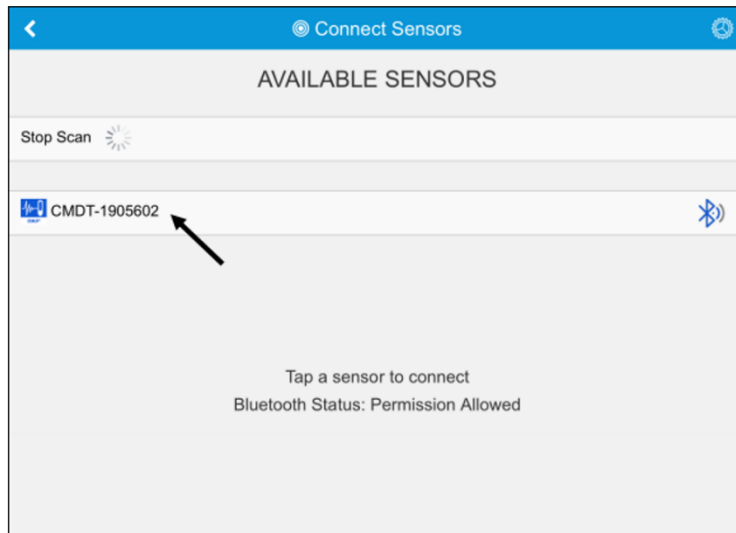 Connect Sensors
AVAILABLE SENSORS
Stop Scan
CMDT-1905602
Tap a sensor to connect
Bluetooth Status: Permission Allowed